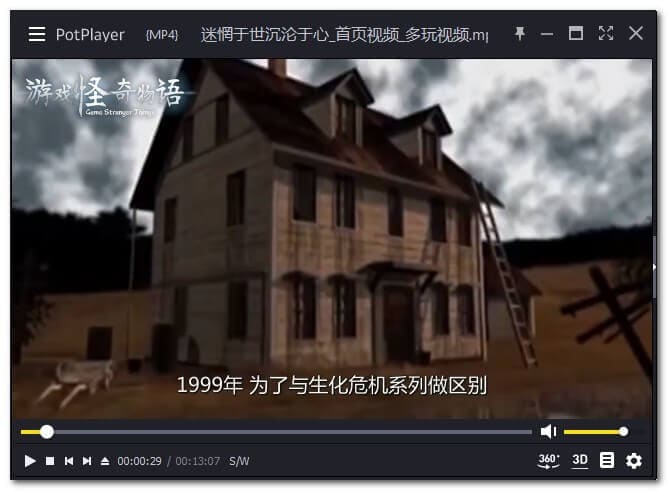 PotPlayer {MP4} 迷惘于世沉沦于心_首页视频_多玩视频.mp
游戏怪奇物语
Game Stranger Things
1999年 为了与生化危机系列做区别
00:00:29 / 00:13:07 S/W 360° 3D